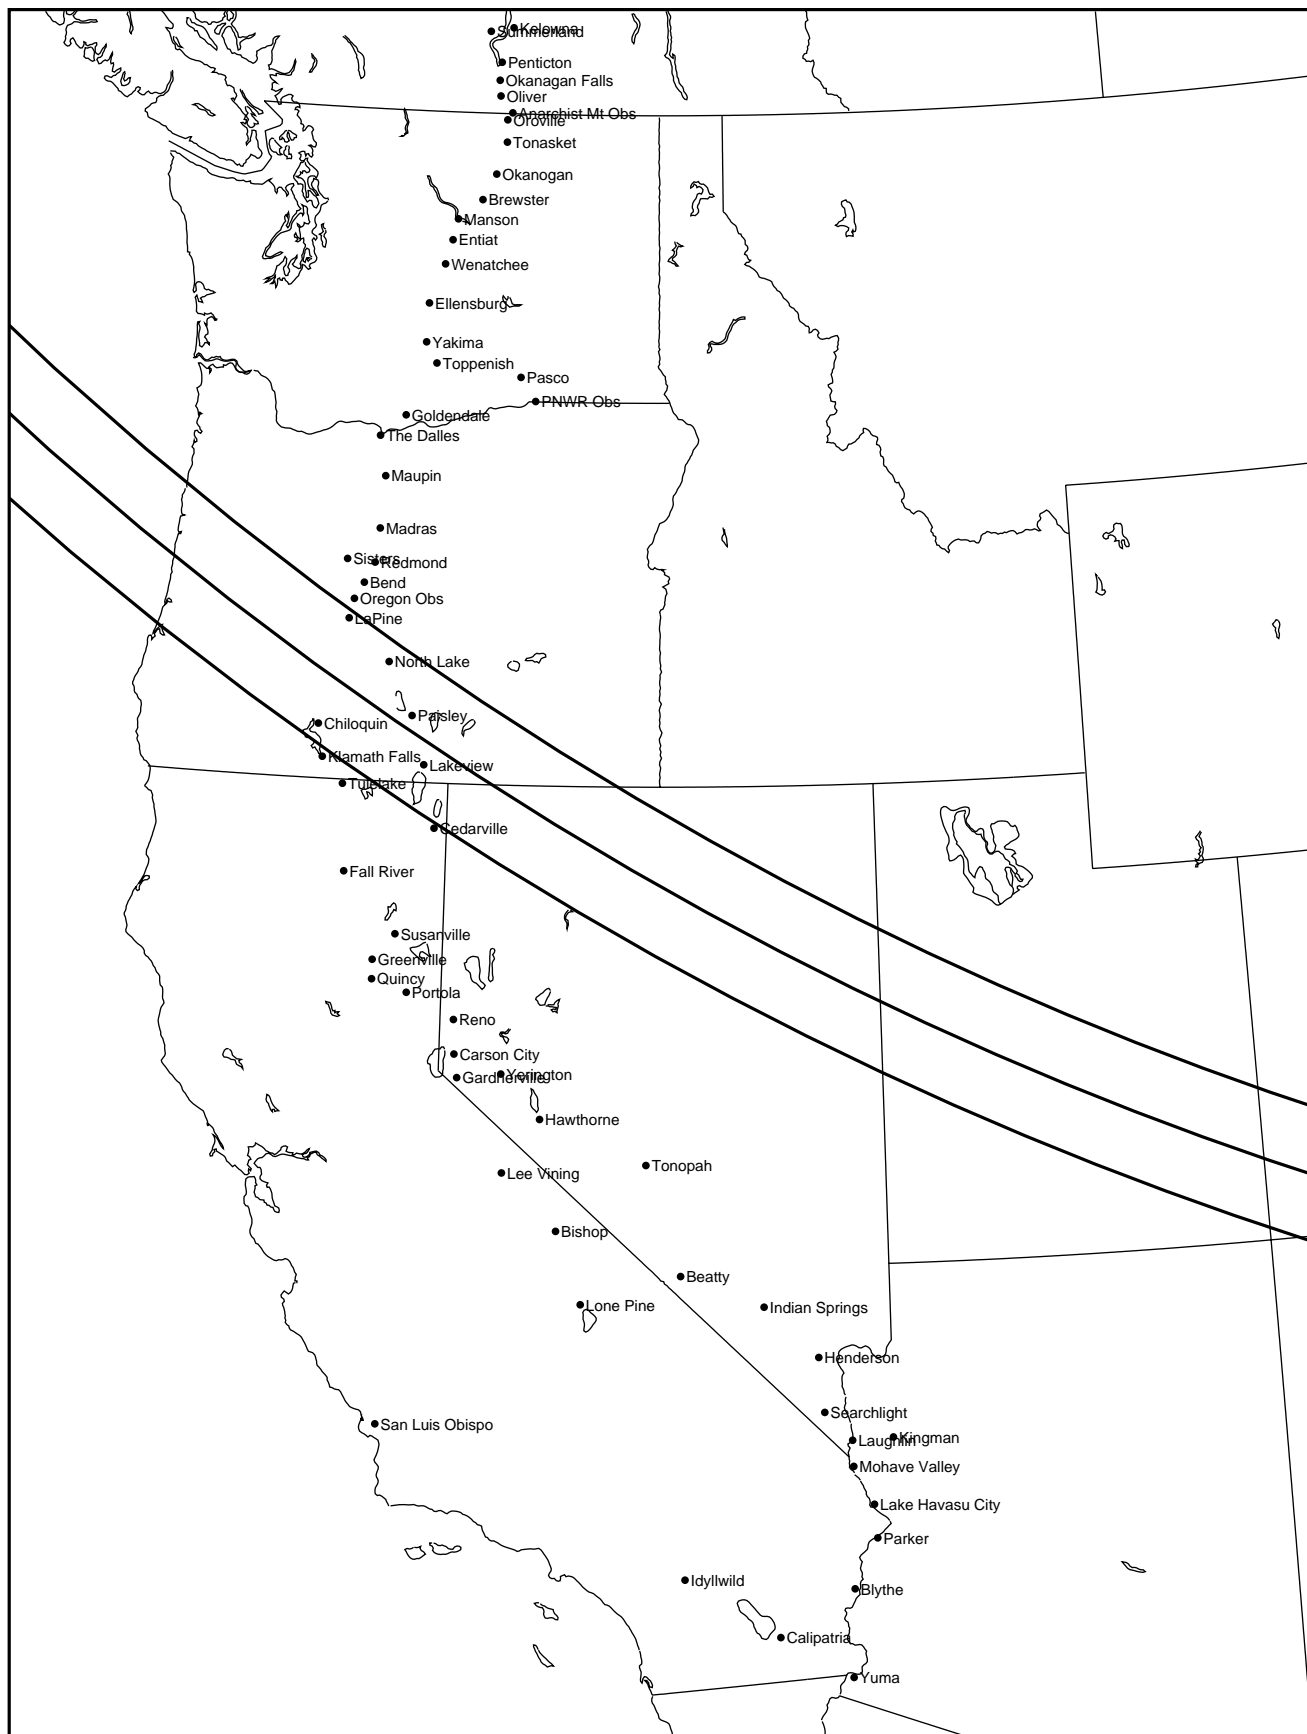 Kelowna
Summerland
Penticton
Okanagan Falls
Oliver
Anarchist Mt Obs
Oroville
Tonasket
Okanogan
Brewster
Manson
Entiat
Wenatchee
Ellensburg
Yakima
Toppenish
Pasco
PNWR Obs
Goldendale
The Dalles
Maupin
Madras
Sisters
Redmond
Bend
Oregon Obs
LaPine
North Lake
Paisley
Chiloquin
Klamath Falls
Lakeview
Tulelake
Cedarville
Fall River
Susanville
Greenville
Quincy
Portola
Reno
Carson City
Yerington
Gardnerville
Hawthorne
Tonopah
Lee Vining
Bishop
Beatty
Lone Pine
Indian Springs
Henderson
Searchlight
San Luis Obispo
Kingman
Laughlin
Mohave Valley
Lake Havasu City
Parker
Idyllwild
Blythe
Calipatria
Yuma